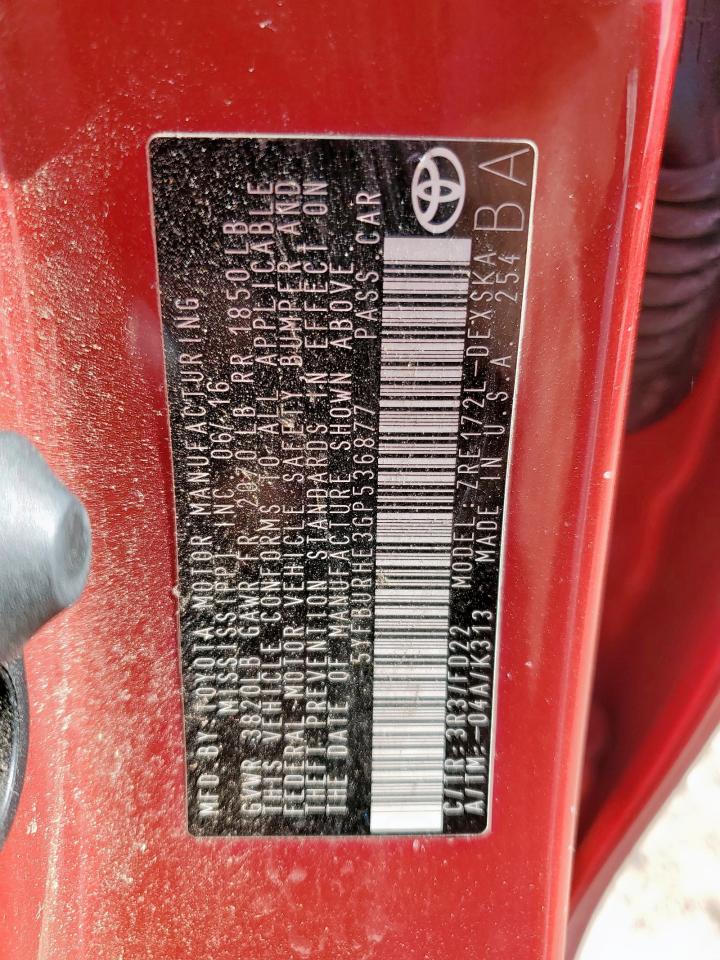 MFD BY: TOYOTA MOTOR MANUFACTURING
MISSISSIPPI, INC 06/16
GVWR 3820LB GAWR FR 2070LB RR 1850LB
THIS VEHICLE CONFORMS TO ALL APPLICABLE
FEDERAL MOTOR VEHICLE SAFETY, BUMPER, AND
THEFT PREVENTION STANDARDS IN EFFECT ON
THE DATE OF MANUFACTURE SHOWN ABOVE.
5YFBURHE3GP536877 PASS CAR
C/TR:3R3/FD22 MODEL:ZRE172L-DEXSKA
A/TM:-04A/K313 MADE IN U.S.A. 254
BA